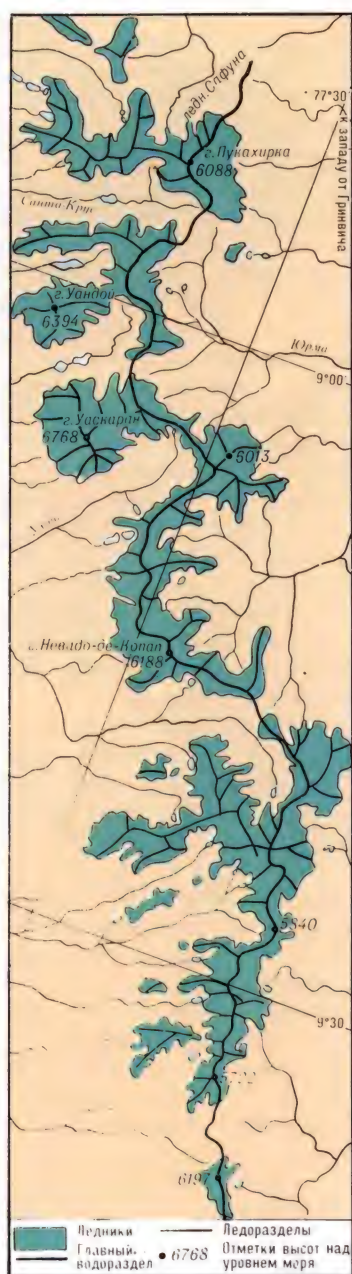 ледн. Сафуна
77°30'
к западу от Гринвича
г. Пукахирка
6088
Санта-Крус
г. Уандой
6394
Юрма
9°00'
г. Уаскаран
6768
6013
г. Невадо-де-Копап
6188
5840
9°30'
6197
Ледники
Ледоразделы
Главный
водораздел
6768
Отметки высот над
уровнем моря